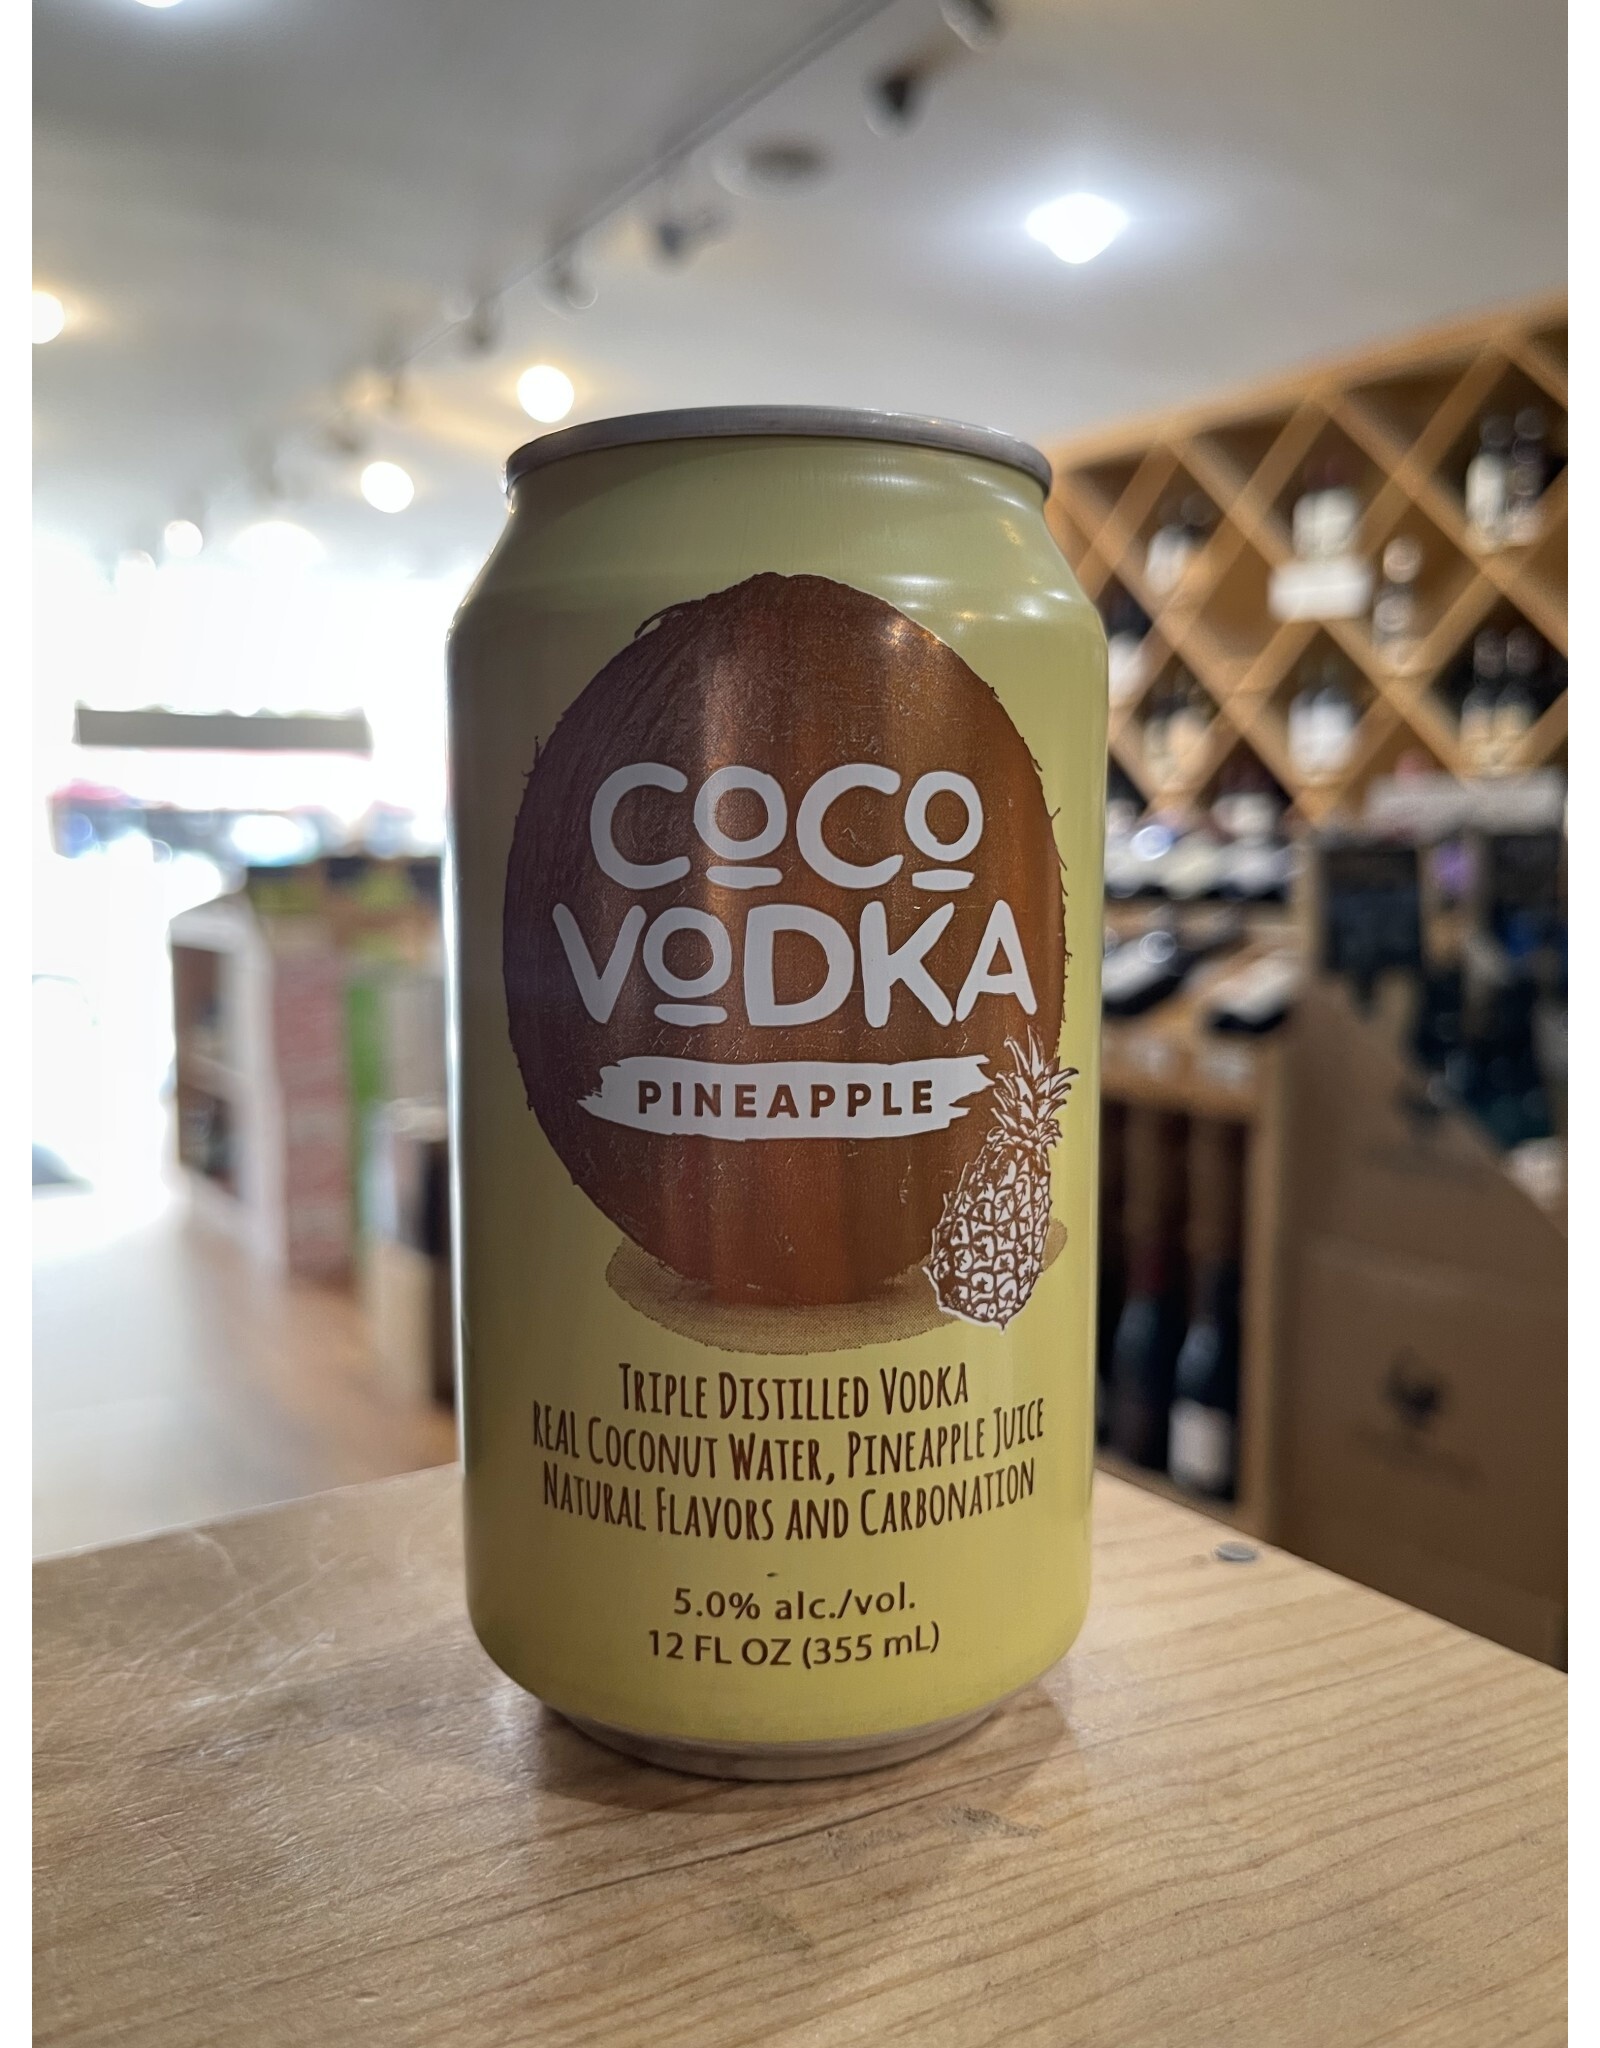 COCO
VODKA
PINEAPPLE
TRIPLE DISTILLED VODKA
REAL COCONUT WATER, PINEAPPLE JUICE
NATURAL FLAVORS AND CARBONATION
5.0% alc./vol.
12 FL OZ (355 mL)